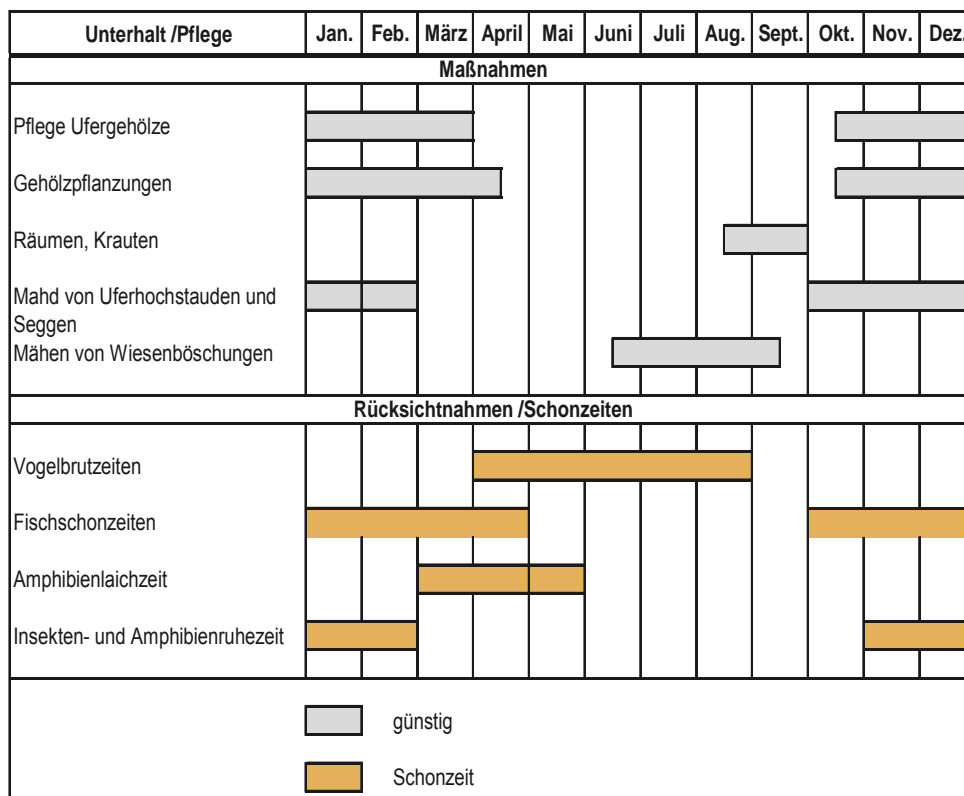 Unterhalt /Pflege Jan. Feb. März April Mai Juni Juli Aug. Sept. Okt. Nov. Dez.
Maßnahmen
Pflege Ufergehölze
Gehölzpflanzungen
Räumen, Krauten
Mahd von Uferhochstauden und
Seggen
Mähen von Wiesenböschungen
Rücksichtnahmen /Schonzeiten
Vogelbrutzeiten
Fischschonzeiten
Amphibienlaichzeit
Insekten- und Amphibienruhezeit
günstig
Schonzeit